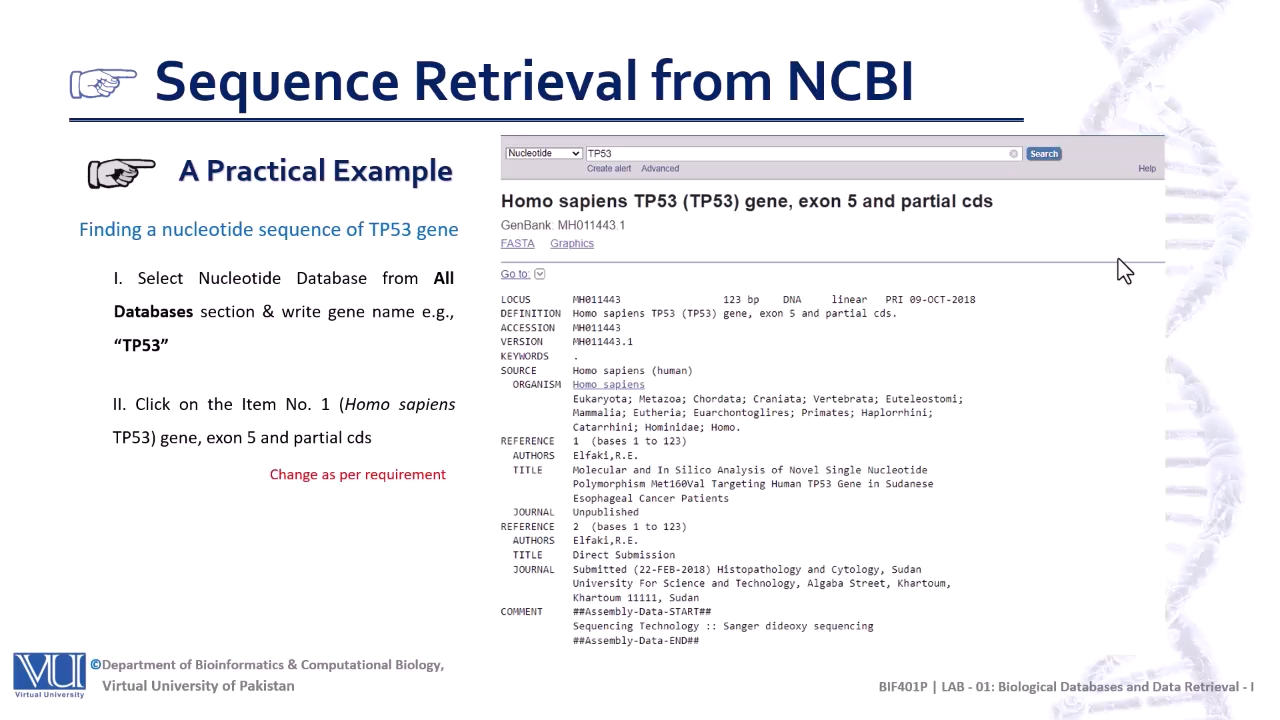 Sequence Retrieval from NCBI
A Practical Example
Finding a nucleotide sequence of TP53 gene
I. Select Nucleotide Database from All
Databases section & write gene name e.g.,
“TP53”
II. Click on the Item No. 1 (Homo sapiens
TP53) gene, exon 5 and partial cds
Change as per requirement
Nucleotide TP53 Search
Create alert Advanced Help
Homo sapiens TP53 (TP53) gene, exon 5 and partial cds
GenBank: MH011443.1
FASTA Graphics
Go to:
LOCUS MH011443 123 bp DNA linear PRI 09-OCT-2018
DEFINITION Homo sapiens TP53 (TP53) gene, exon 5 and partial cds.
ACCESSION MH011443
VERSION MH011443.1
KEYWORDS .
SOURCE Homo sapiens (human)
ORGANISM Homo sapiens
Eukaryota; Metazoa; Chordata; Craniata; Vertebrata; Euteleostomi;
Mammalia; Eutheria; Euarchontoglires; Primates; Haplorrhini;
Catarrhini; Hominidae; Homo.
REFERENCE 1 (bases 1 to 123)
AUTHORS Elfaki,R.E.
TITLE Molecular and In Silico Analysis of Novel Single Nucleotide
Polymorphism Met160Val Targeting Human TP53 Gene in Sudanese
Esophageal Cancer Patients
JOURNAL Unpublished
REFERENCE 2 (bases 1 to 123)
AUTHORS Elfaki,R.E.
TITLE Direct Submission
JOURNAL Submitted (22-FEB-2018) Histopathology and Cytology, Sudan
University For Science and Technology, Algaba Street, Khartoum,
Khartoum 11111, Sudan
COMMENT ##Assembly-Data-START##
Sequencing Technology :: Sanger dideoxy sequencing
##Assembly-Data-END##
VU
Virtual University
©Department of Bioinformatics & Computational Biology,
Virtual University of Pakistan
BIF401P | LAB - 01: Biological Databases and Data Retrieval - I